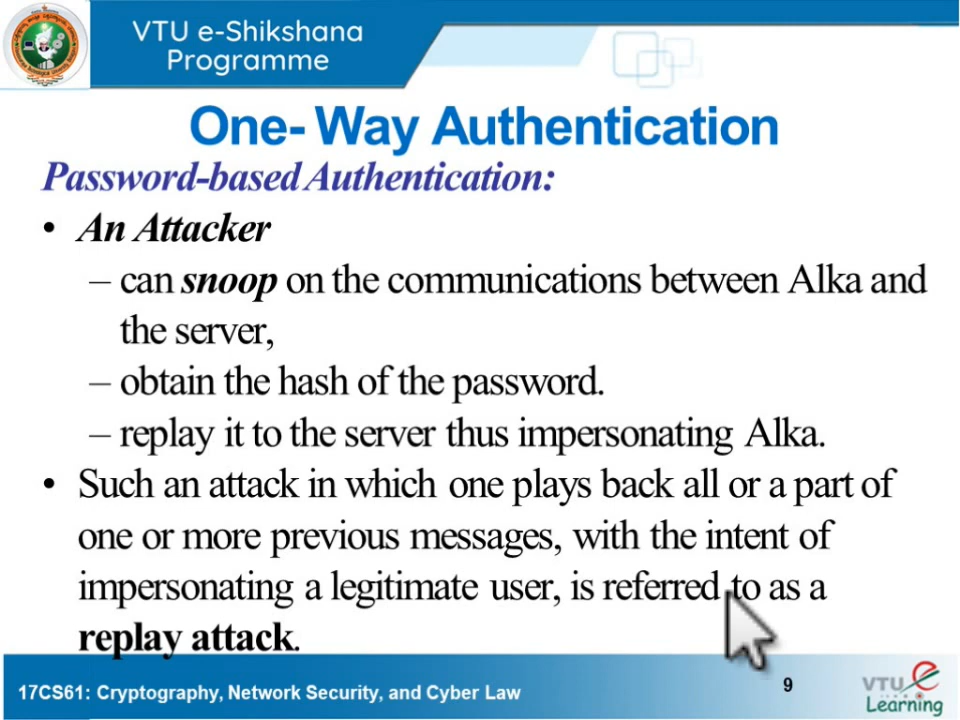 VTU e-Shikshana
Programme
One- Way Authentication
Password-based Authentication:
• An Attacker
– can snoop on the communications between Alka and
the server,
– obtain the hash of the password.
– replay it to the server thus impersonating Alka.
• Such an attack in which one plays back all or a part of
one or more previous messages, with the intent of
impersonating a legitimate user, is referred to as a
replay attack.
17CS61: Cryptography, Network Security, and Cyber Law
9
VTU e
Learning